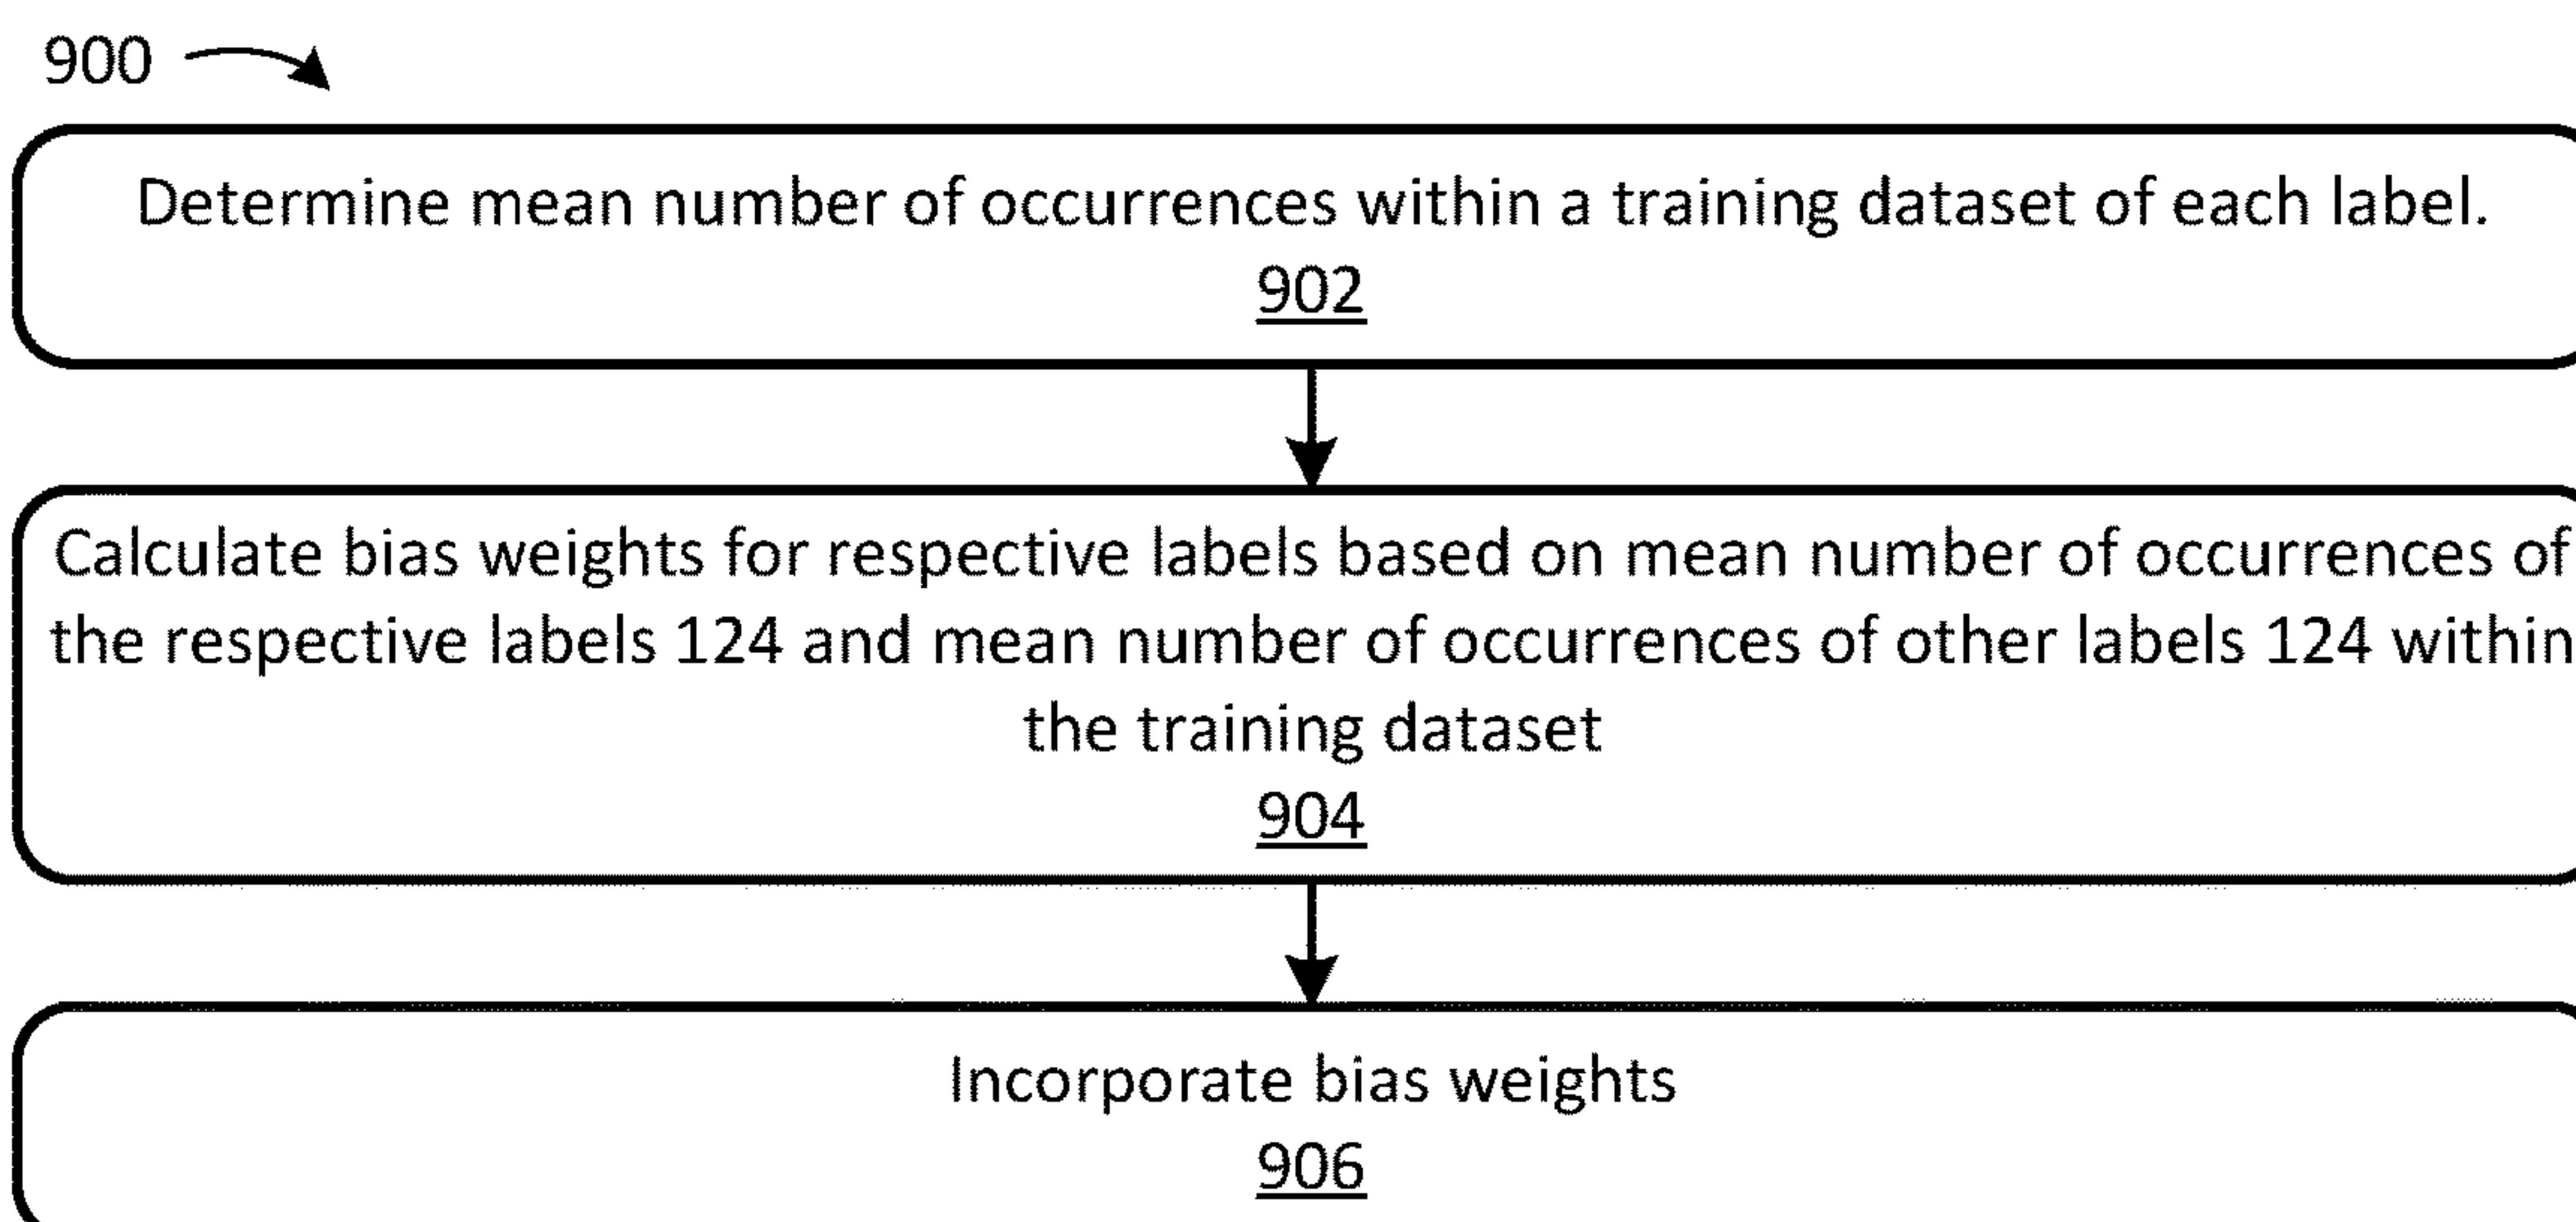 900
Determine mean number of occurrences within a training dataset of each label.
902
Calculate bias weights for respective labels based on mean number of occurrences of
the respective labels 124 and mean number of occurrences of other labels 124 within
the training dataset
904
Incorporate bias weights
906